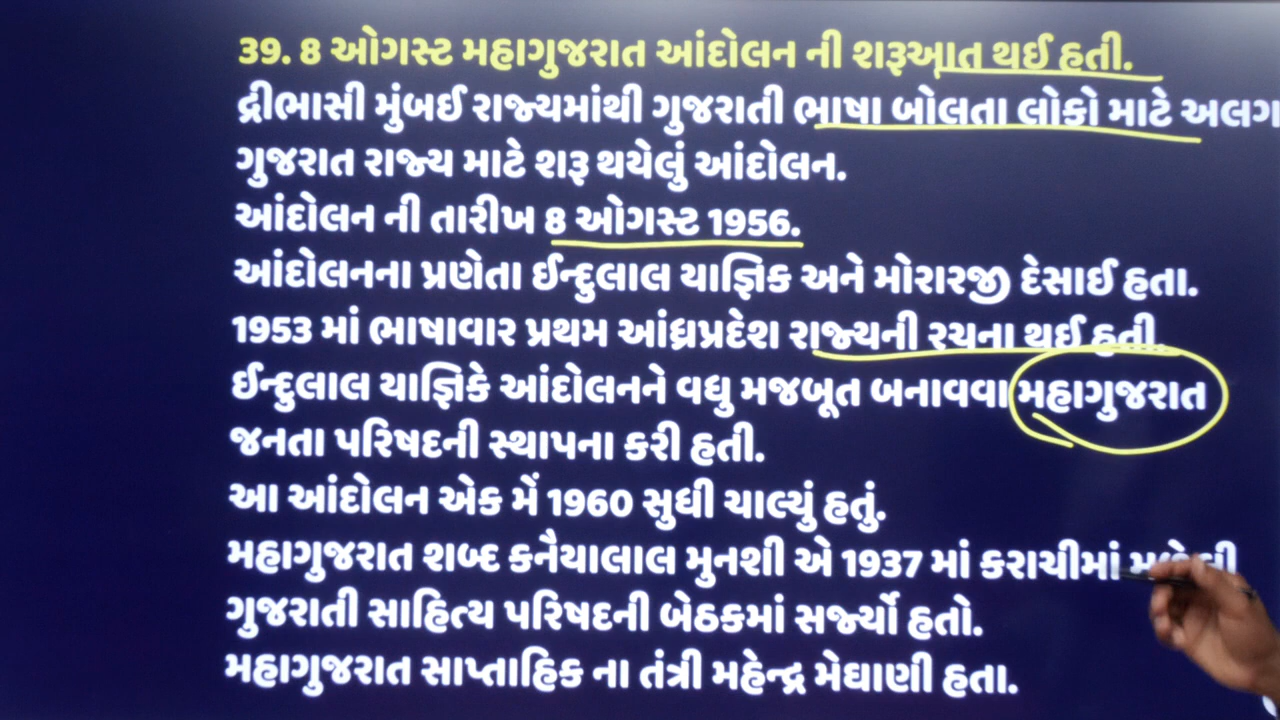 39. 8 ઓગસ્ટ મહાગુજરાત આંદોલન ની શરૂઆત થઈ હતી.
દ્રીભાસી મુંબઈ રાજ્યમાંથી ગુજરાતી ભાષા બોલતા લોકો માટે અલગ
ગુજરાત રાજ્ય માટે શરૂ થયેલું આંદોલન.
આંદોલન ની તારીખ 8 ઓગસ્ટ 1956.
આંદોલનના પ્રણેતા ઈન્દુલાલ યાજ્ઞિક અને મોરારજી દેસાઈ હતા.
1953 માં ભાષાવાર પ્રથમ આંધ્રપ્રદેશ રાજ્યની રચના થઈ હતી.
ઈન્દુલાલ યાજ્ઞિકે આંદોલનને વધુ મજબૂત બનાવવા મહાગુજરાત
જનતા પરિષદની સ્થાપના કરી હતી.
આ આંદોલન એક મેં 1960 સુધી ચાલ્યું હતું.
મહાગુજરાત શબ્દ કનૈયાલાલ મુનશી એ 1937 માં કરાચીમાં
ગુજરાતી સાહિત્ય પરિષદની બેઠકમાં સર્જ્યો હતો.
મહાગુજરાત સાપ્તાહિક ના તંત્રી મહેન્દ્ર મેઘાણી હતા.